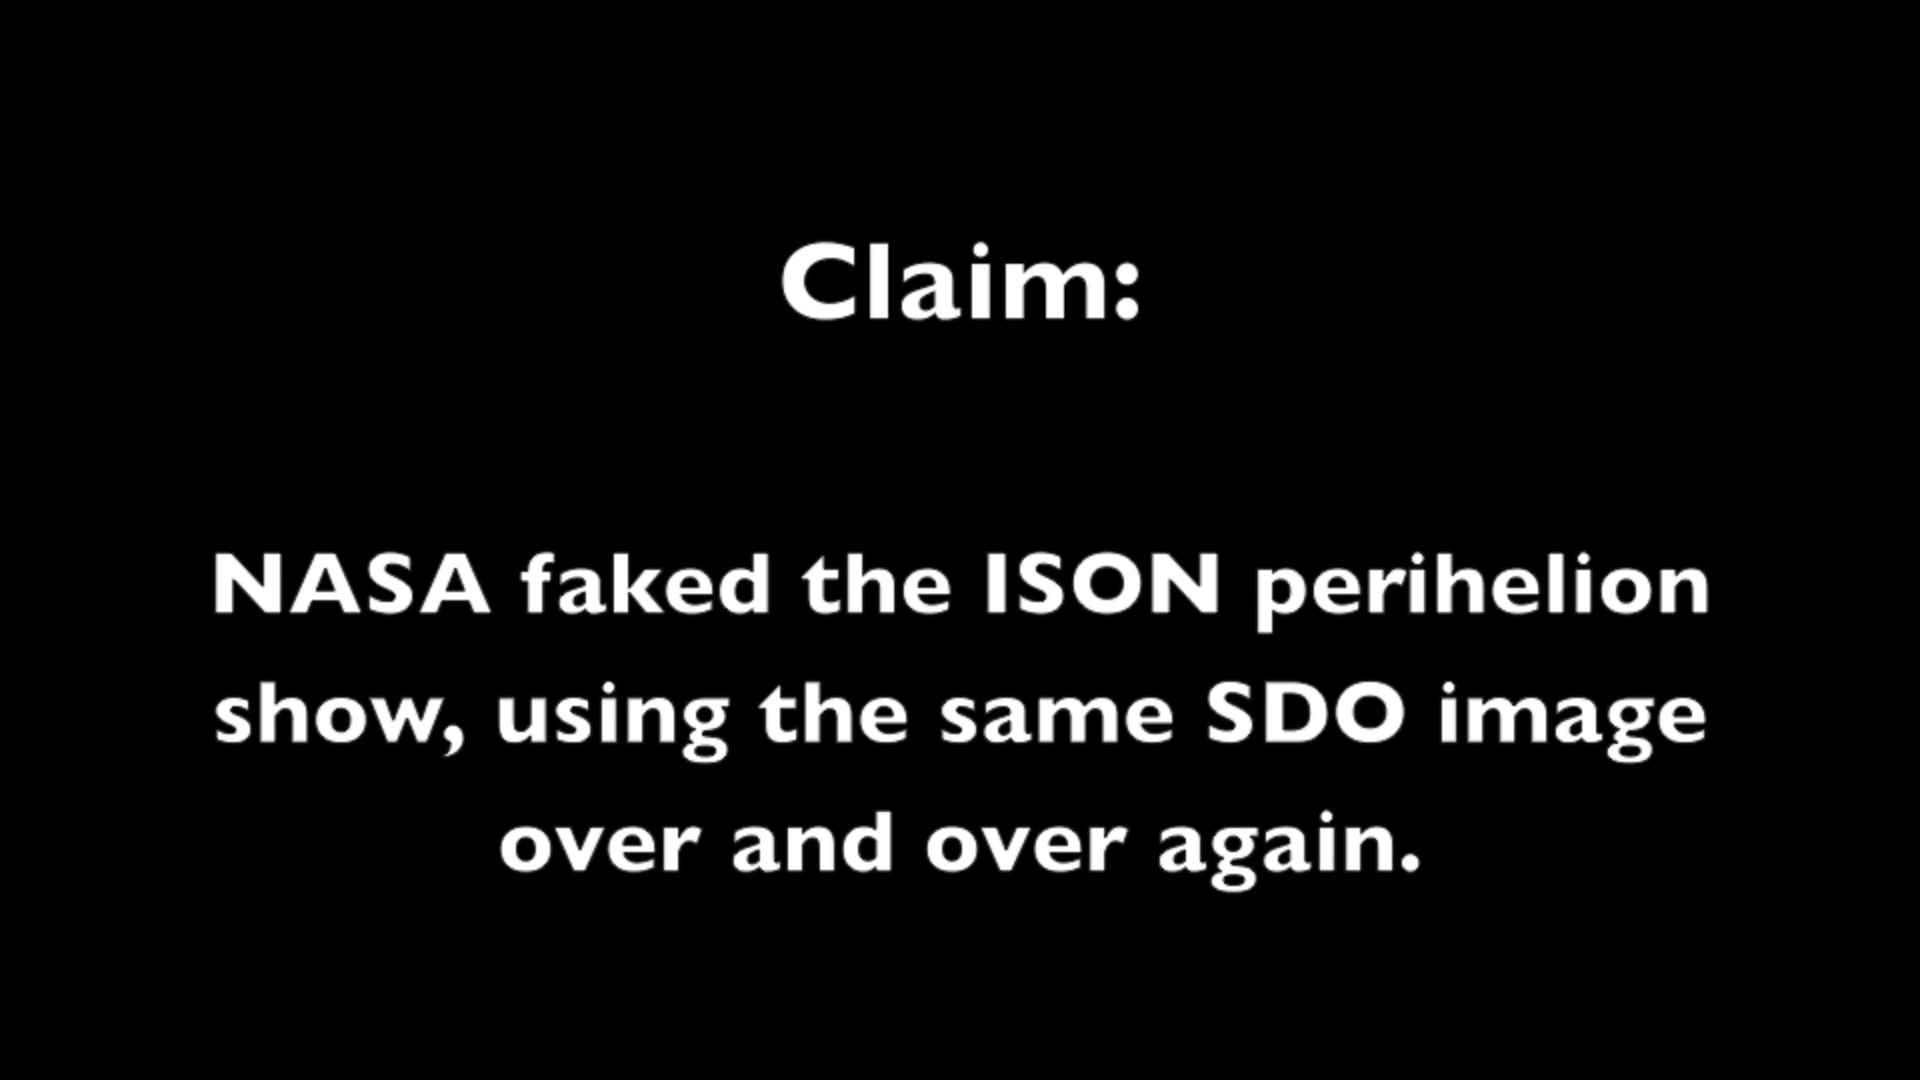 Claim:
NASA faked the ISON perihelion
show, using the same SDO image
over and over again.